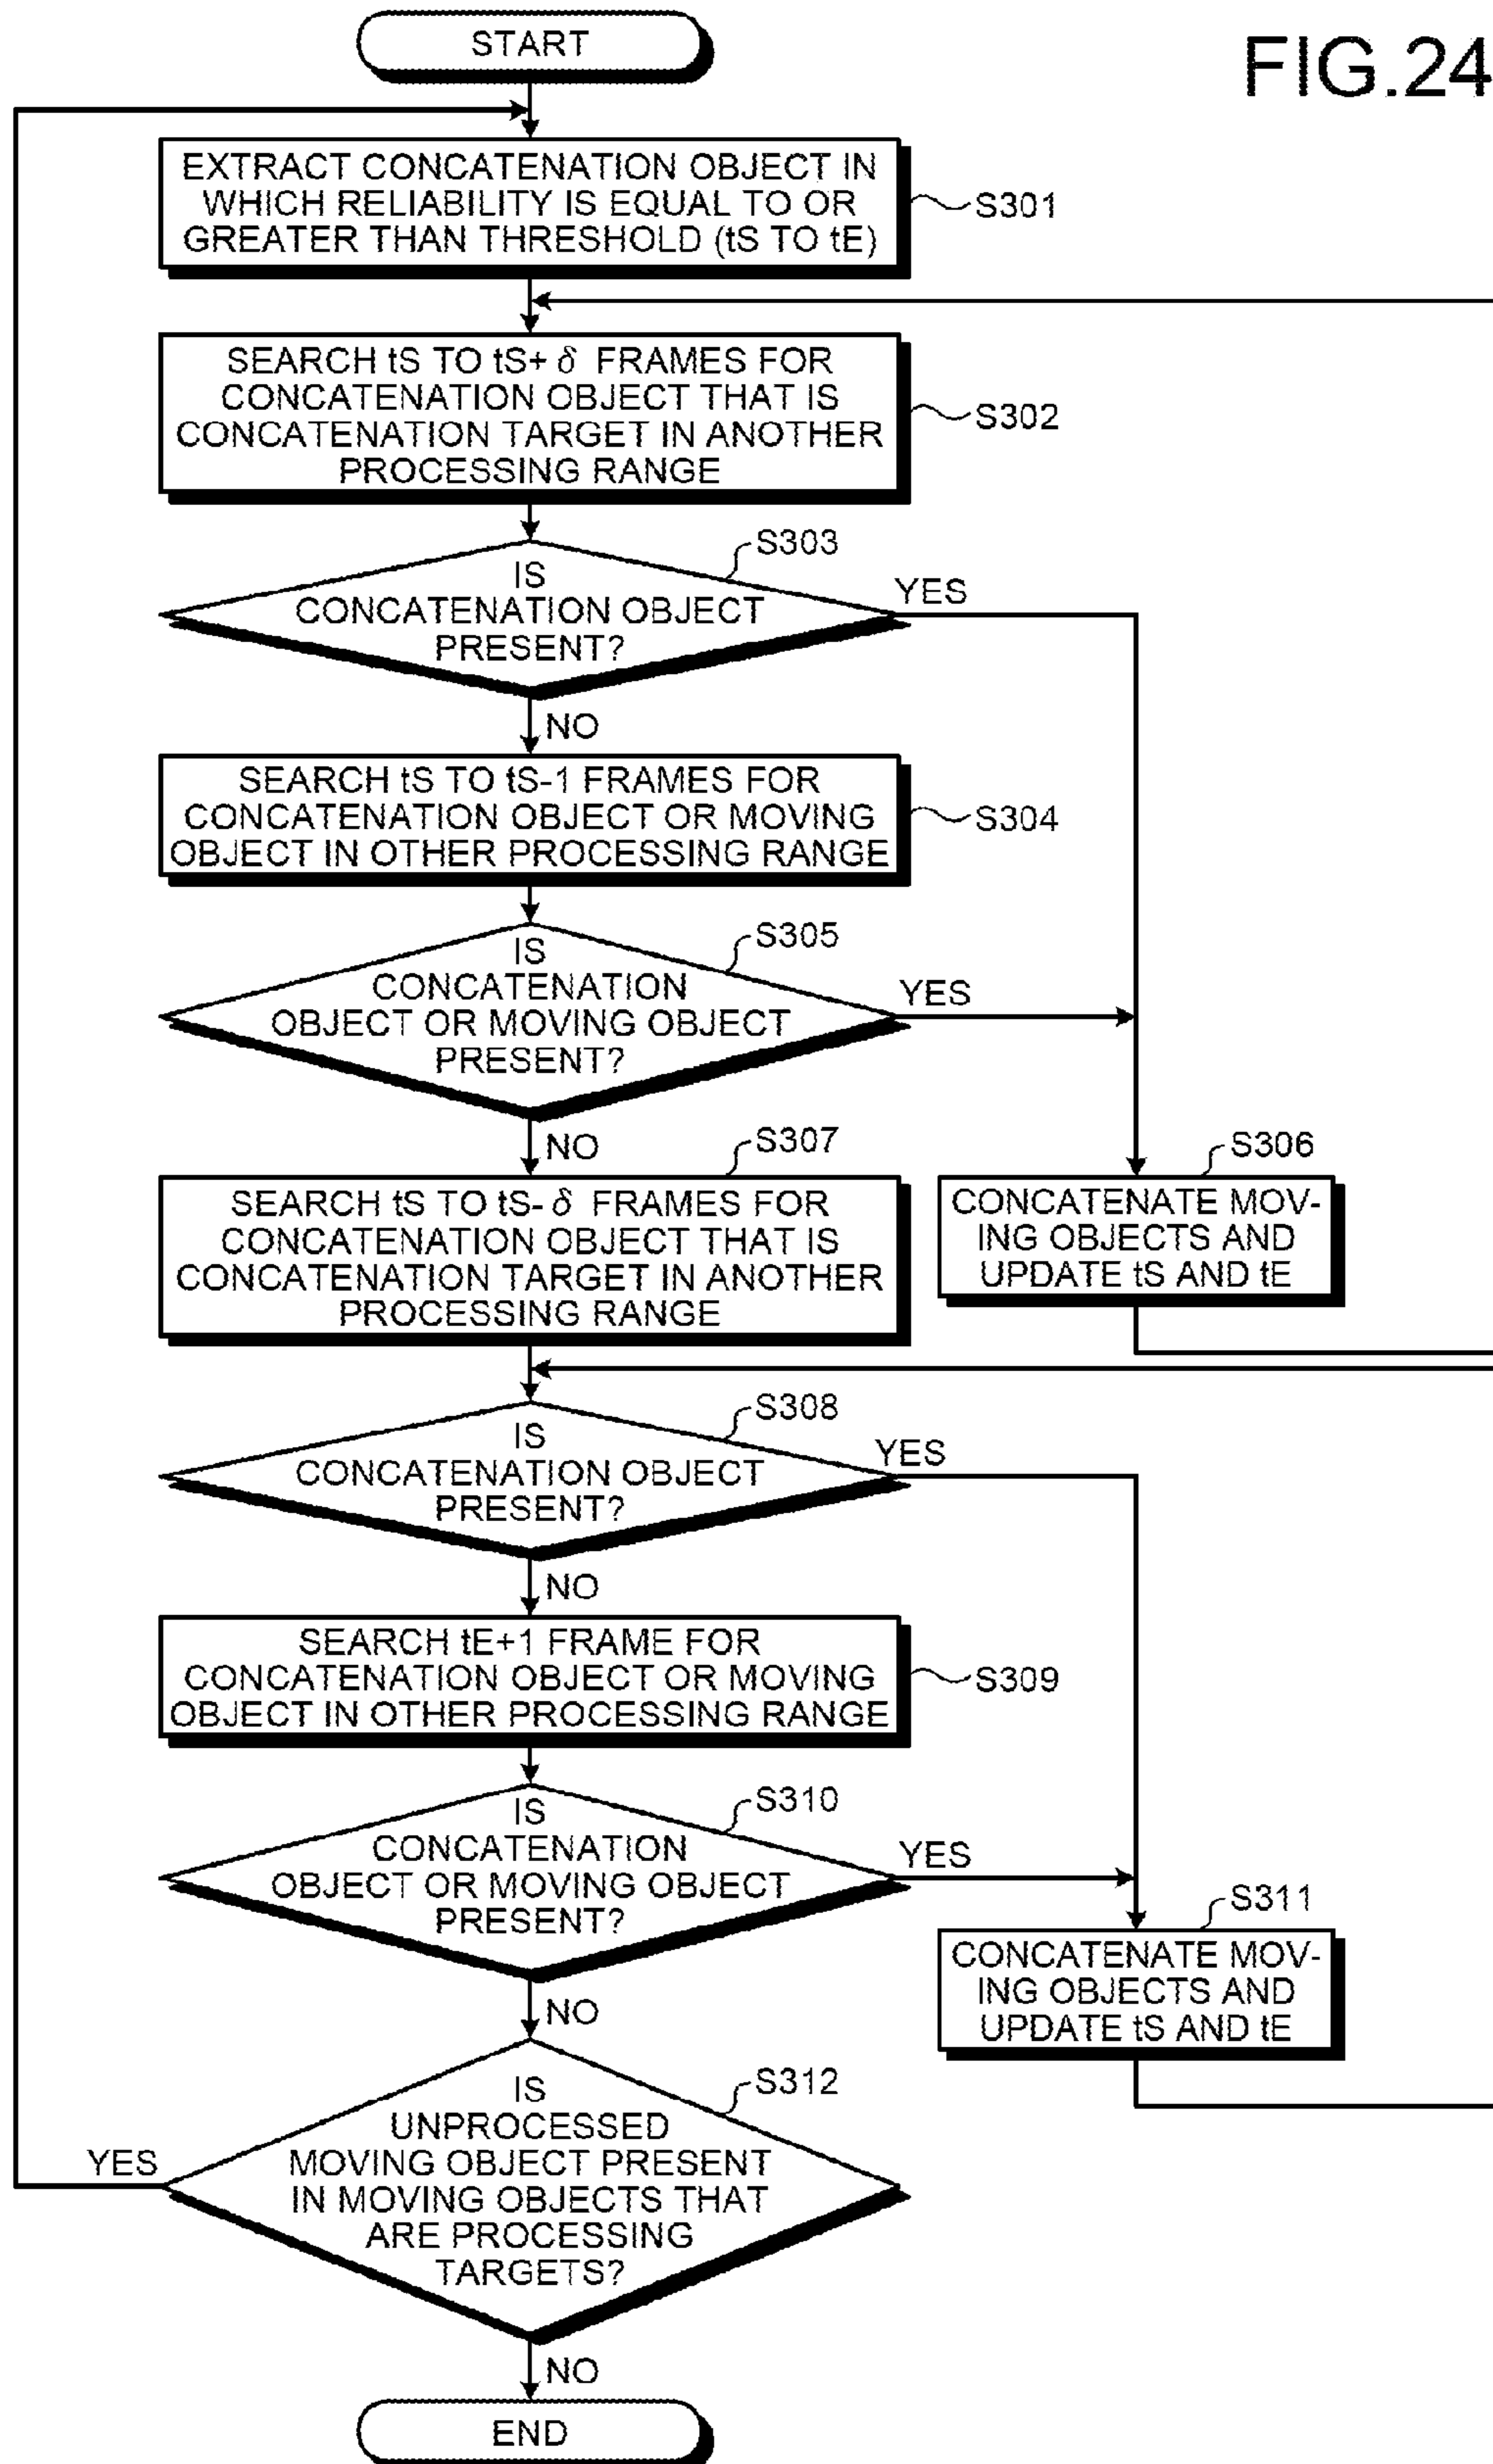 START
FIG.24
EXTRACT CONCATENATION OBJECT IN
WHICH RELIABILITY IS EQUAL TO OR
GREATER THAN THRESHOLD (tS TO tE)
S301
SEARCH tS TO tS+ δ FRAMES FOR
CONCATENATION OBJECT THAT IS
CONCATENATION TARGET IN ANOTHER
PROCESSING RANGE
S302
S303
IS
CONCATENATION OBJECT
PRESENT?
YES
NO
SEARCH tS TO tS-1 FRAMES FOR
CONCATENATION OBJECT OR MOVING
OBJECT IN OTHER PROCESSING RANGE
S304
S305
IS
CONCATENATION
OBJECT OR MOVING OBJECT
PRESENT?
YES
NO
S307
SEARCH tS TO tS- δ FRAMES FOR
CONCATENATION OBJECT THAT IS
CONCATENATION TARGET IN ANOTHER
PROCESSING RANGE
S306
CONCATENATE MOV-
ING OBJECTS AND
UPDATE tS AND tE
S308
IS
CONCATENATION OBJECT
PRESENT?
YES
NO
SEARCH tE+1 FRAME FOR
CONCATENATION OBJECT OR MOVING
OBJECT IN OTHER PROCESSING RANGE
S309
S310
IS
CONCATENATION
OBJECT OR MOVING OBJECT
PRESENT?
YES
NO
S311
CONCATENATE MOV-
ING OBJECTS AND
UPDATE tS AND tE
S312
IS
UNPROCESSED
MOVING OBJECT PRESENT
IN MOVING OBJECTS THAT
ARE PROCESSING
TARGETS?
YES
NO
END